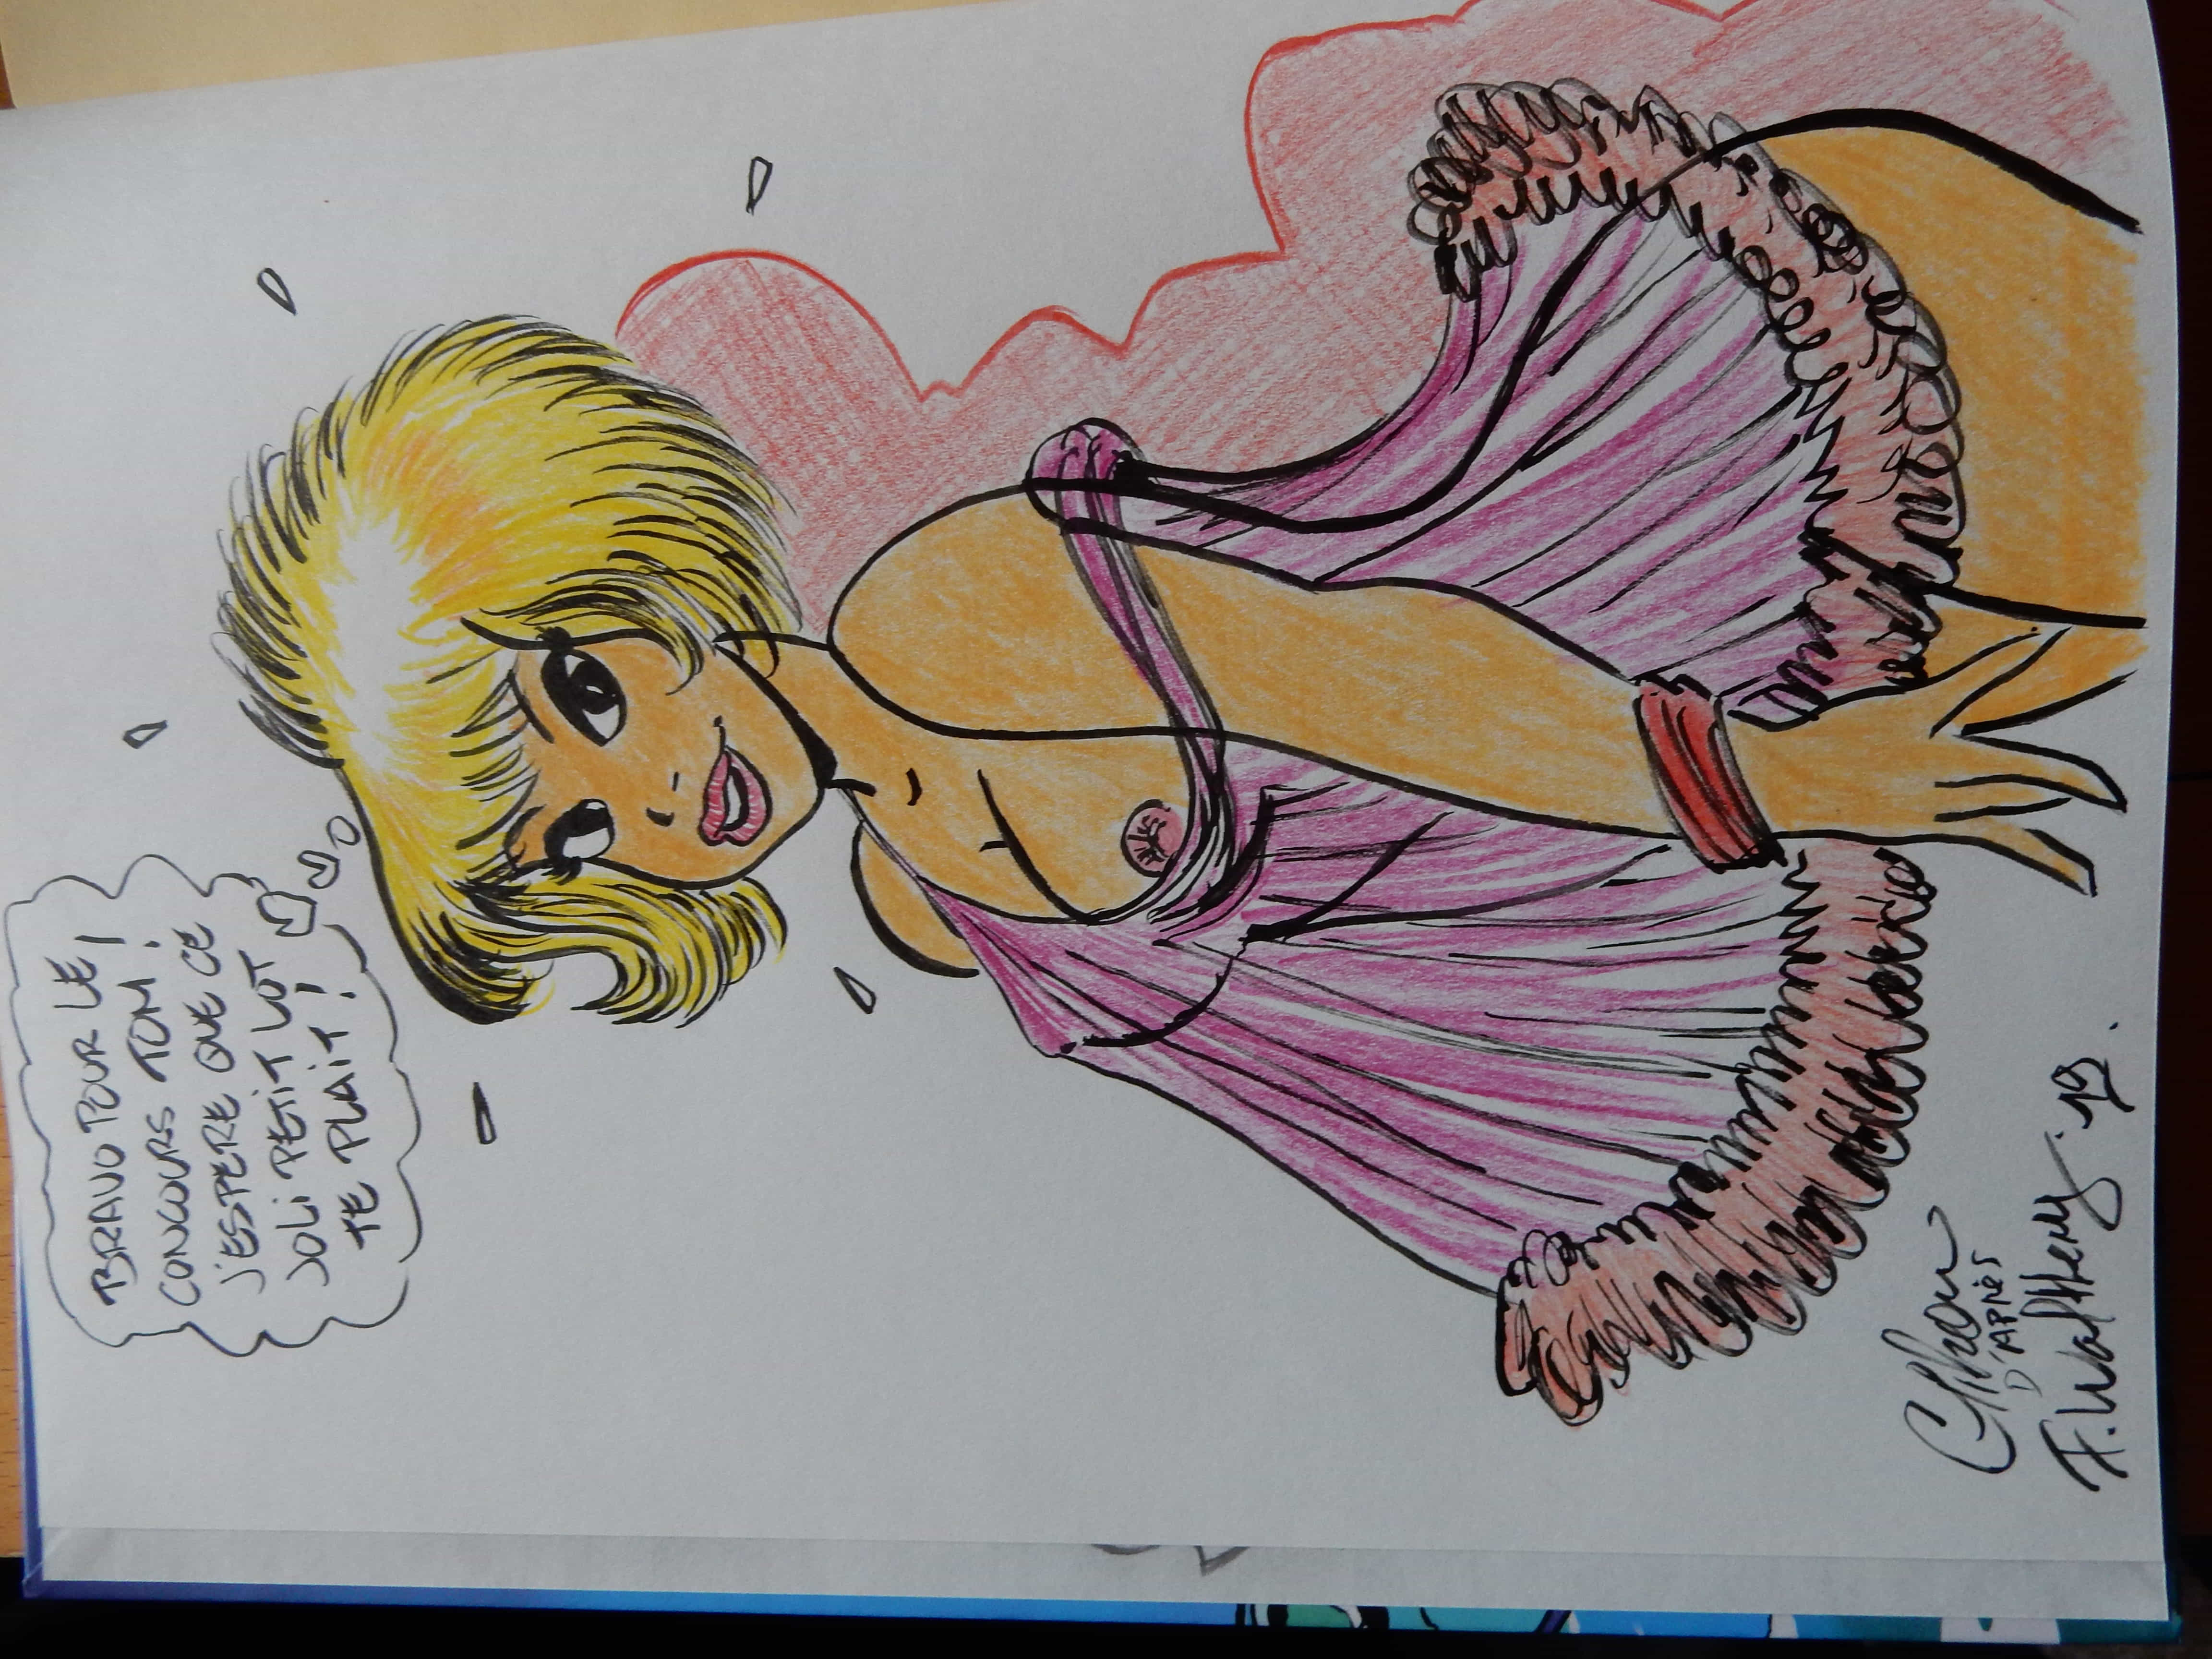 BRAVO POUR LE
CONCOURS TOM !
J'ESPERE QUE CE
JOLI PETIT LOT
TE PLAIT !
D'APRÈS
F. Walthery '19.